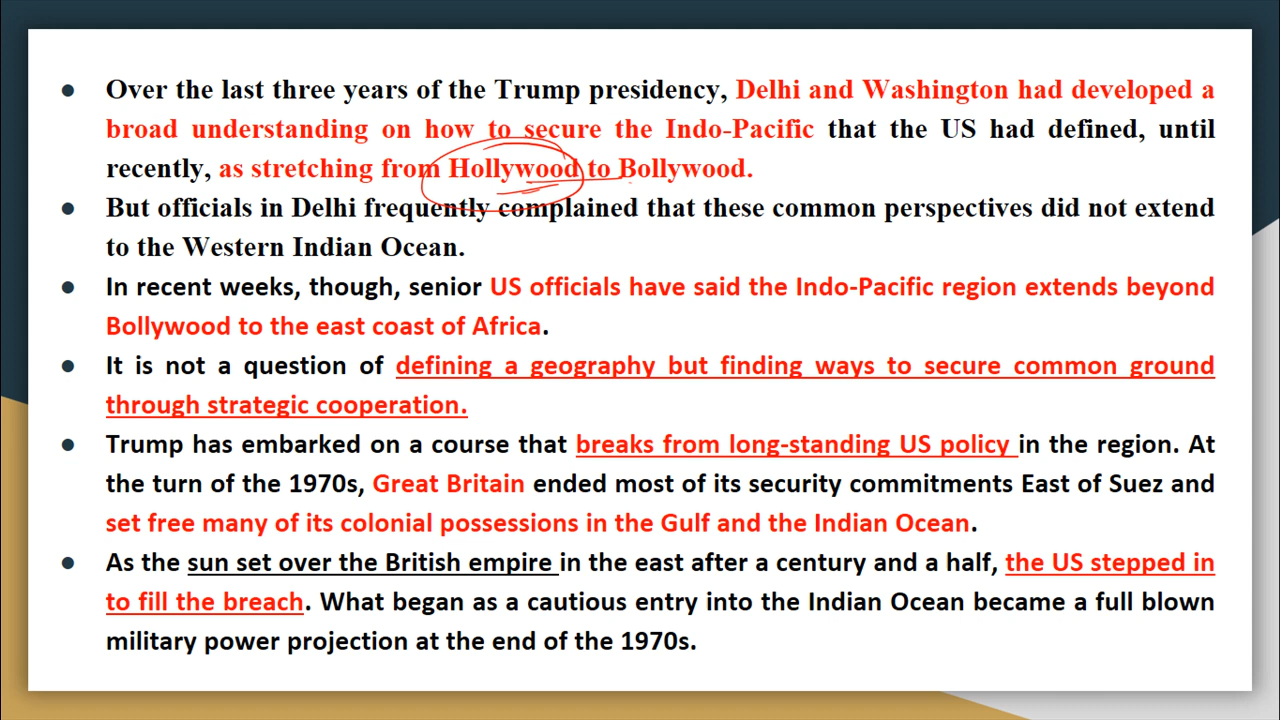 • Over the last three years of the Trump presidency, Delhi and Washington had developed a
broad understanding on how to secure the Indo-Pacific that the US had defined, until
recently, as stretching from Hollywood to Bollywood.
• But officials in Delhi frequently complained that these common perspectives did not extend
to the Western Indian Ocean.
• In recent weeks, though, senior US officials have said the Indo-Pacific region extends beyond
Bollywood to the east coast of Africa.
• It is not a question of defining a geography but finding ways to secure common ground
through strategic cooperation.
• Trump has embarked on a course that breaks from long-standing US policy in the region. At
the turn of the 1970s, Great Britain ended most of its security commitments East of Suez and
set free many of its colonial possessions in the Gulf and the Indian Ocean.
• As the sun set over the British empire in the east after a century and a half, the US stepped in
to fill the breach. What began as a cautious entry into the Indian Ocean became a full blown
military power projection at the end of the 1970s.